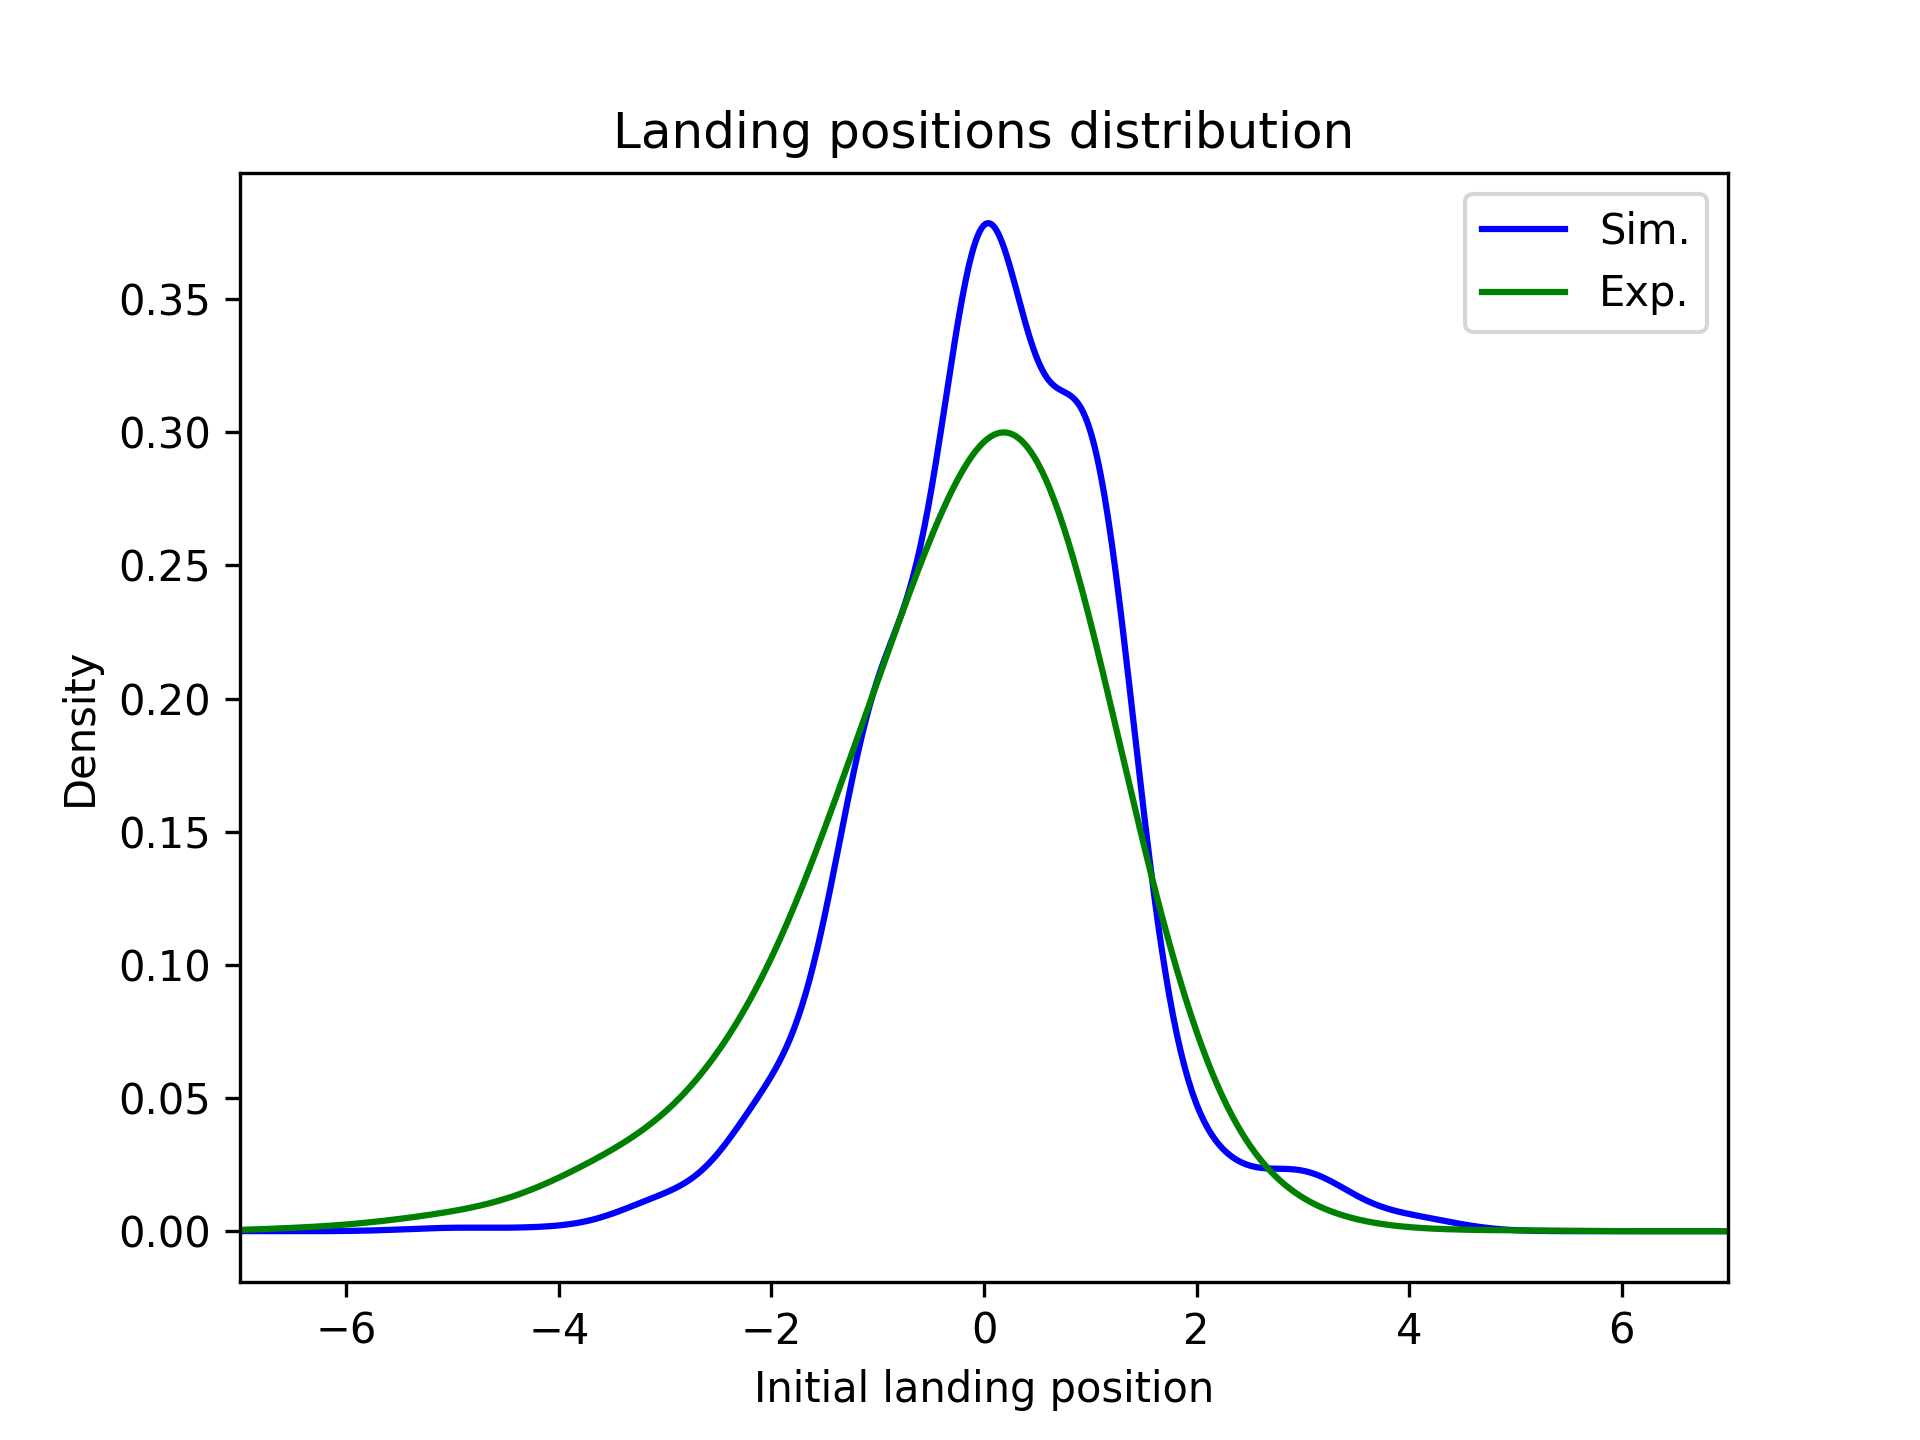 Landing positions distribution
Sim.
Exp.
0.35
0.30
0.25
0.20
0.15
0.10
0.05
0.00
Density
−6 −4 −2 0 2 4 6
Initial landing position